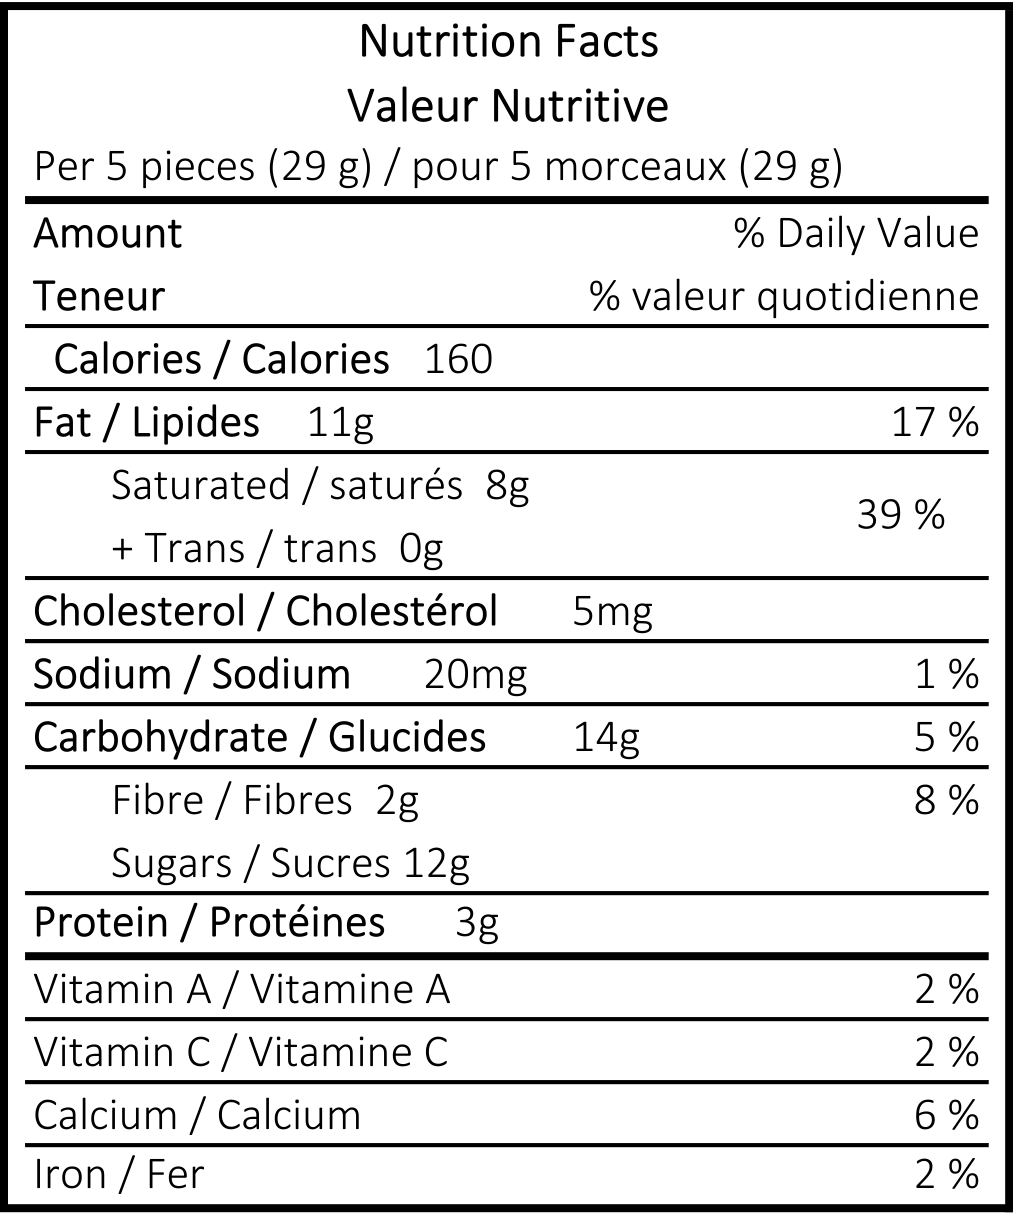 Nutrition Facts
Valeur Nutritive
Per 5 pieces (29 g) / pour 5 morceaux (29 g)
Amount % Daily Value
Teneur % valeur quotidienne
Calories / Calories 160
Fat / Lipides 11g 17 %
Saturated / saturés 8g
39 %
+ Trans / trans 0g
Cholesterol / Cholestérol 5mg
Sodium / Sodium 20mg 1 %
Carbohydrate / Glucides 14g 5 %
Fibre / Fibres 2g 8 %
Sugars / Sucres 12g
Protein / Protéines 3g
Vitamin A / Vitamine A 2 %
Vitamin C / Vitamine C 2 %
Calcium / Calcium 6 %
Iron / Fer 2 %